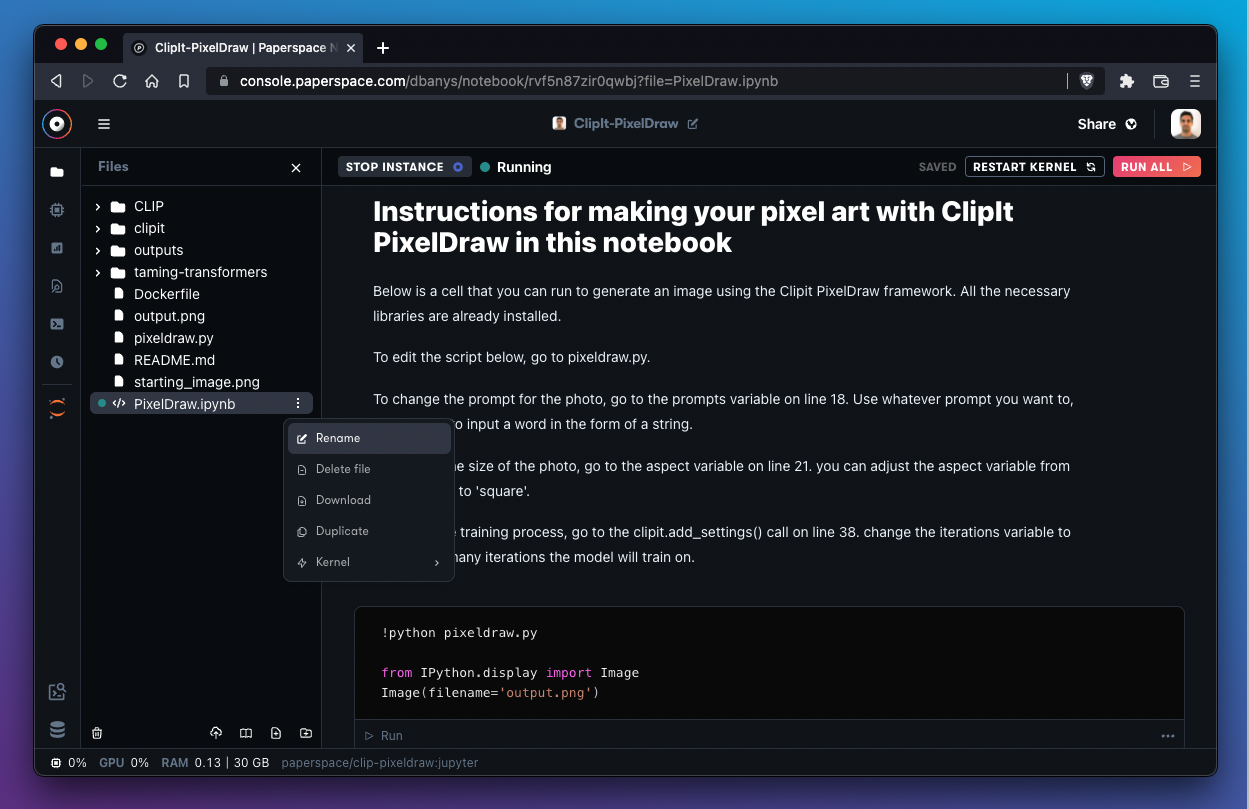 ClipIt-PixelDraw | Paperspace N
console.paperspace.com/dbanys/notebook/rvf5n87zir0qwbj?file=PixelDraw.ipynb
ClipIt-PixelDraw
Share
Files
STOP INSTANCE
Running
SAVED
RESTART KERNEL
RUN ALL
CLIP
clipit
outputs
taming-transformers
Dockerfile
output.png
pixeldraw.py
README.md
starting_image.png
PixelDraw.ipynb
Rename
Delete file
Download
Duplicate
Kernel
Instructions for making your pixel art with ClipIt
PixelDraw in this notebook
Below is a cell that you can run to generate an image using the Clipit PixelDraw framework. All the necessary
libraries are already installed.
To edit the script below, go to pixeldraw.py.
To change the prompt for the photo, go to the prompts variable on line 18. Use whatever prompt you want to,
o input a word in the form of a string.
e size of the photo, go to the aspect variable on line 21. you can adjust the aspect variable from
to 'square'.
training process, go to the clipit.add_settings() call on line 38. change the iterations variable to
many iterations the model will train on.
!python pixeldraw.py
from IPython.display import Image
Image(filename='output.png')
Run
0% GPU 0% RAM 0.13 | 30 GB paperspace/clip-pixeldraw:jupyter